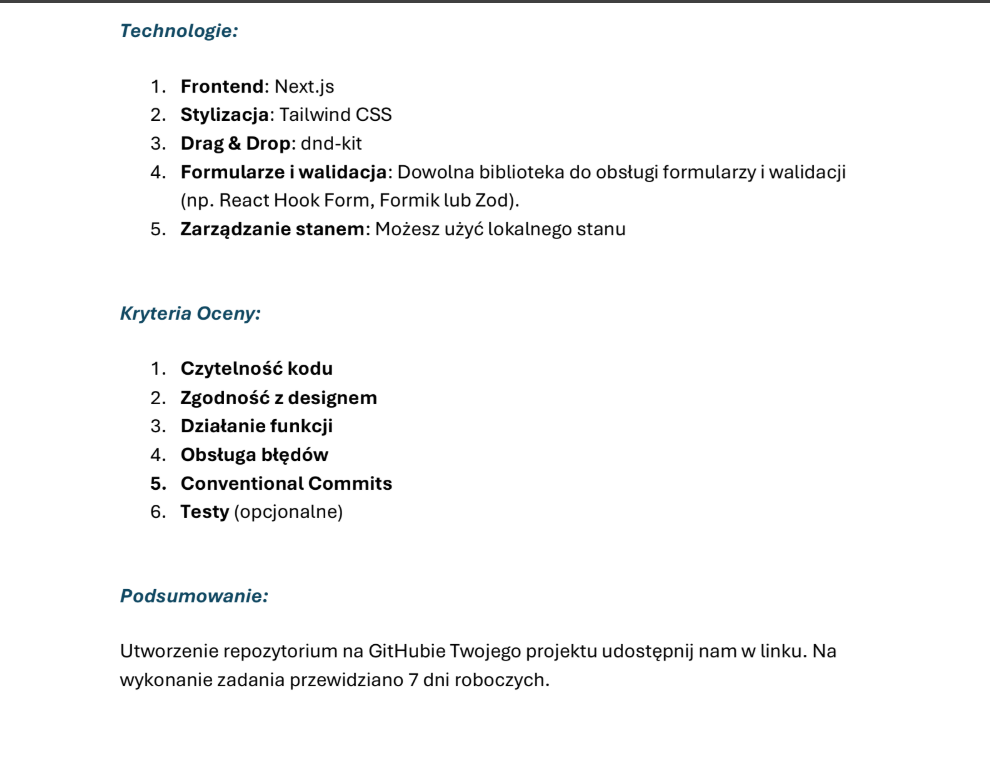 Technologie:
1. Frontend: Next.js
2. Stylizacja: Tailwind CSS
3. Drag & Drop: dnd-kit
4. Formularze i walidacja: Dowolna biblioteka do obsługi formularzy i walidacji
(np. React Hook Form, Formik lub Zod).
5. Zarządzanie stanem: Możesz użyć lokalnego stanu
Kryteria Oceny:
1. Czytelność kodu
2. Zgodność z designem
3. Działanie funkcji
4. Obsługa błędów
5. Conventional Commits
6. Testy (opcjonalne)
Podsumowanie:
Utworzenie repozytorium na GitHubie Twojego projektu udostępnij nam w linku. Na
wykonanie zadania przewidziano 7 dni roboczych.